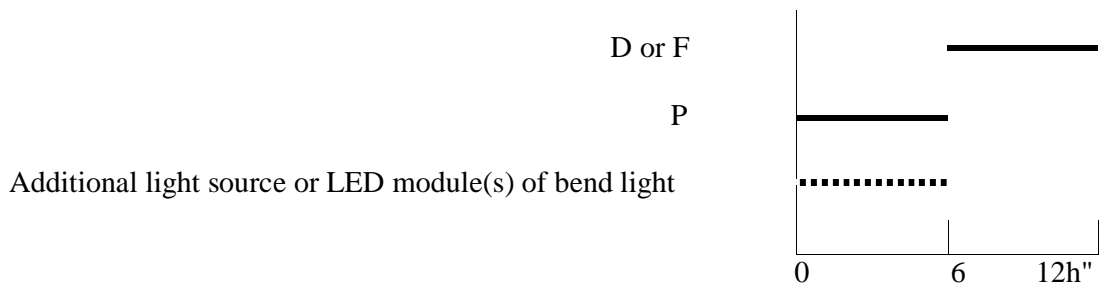 D or F
P
Additional light source or LED module(s) of bend light
0 6 12h"